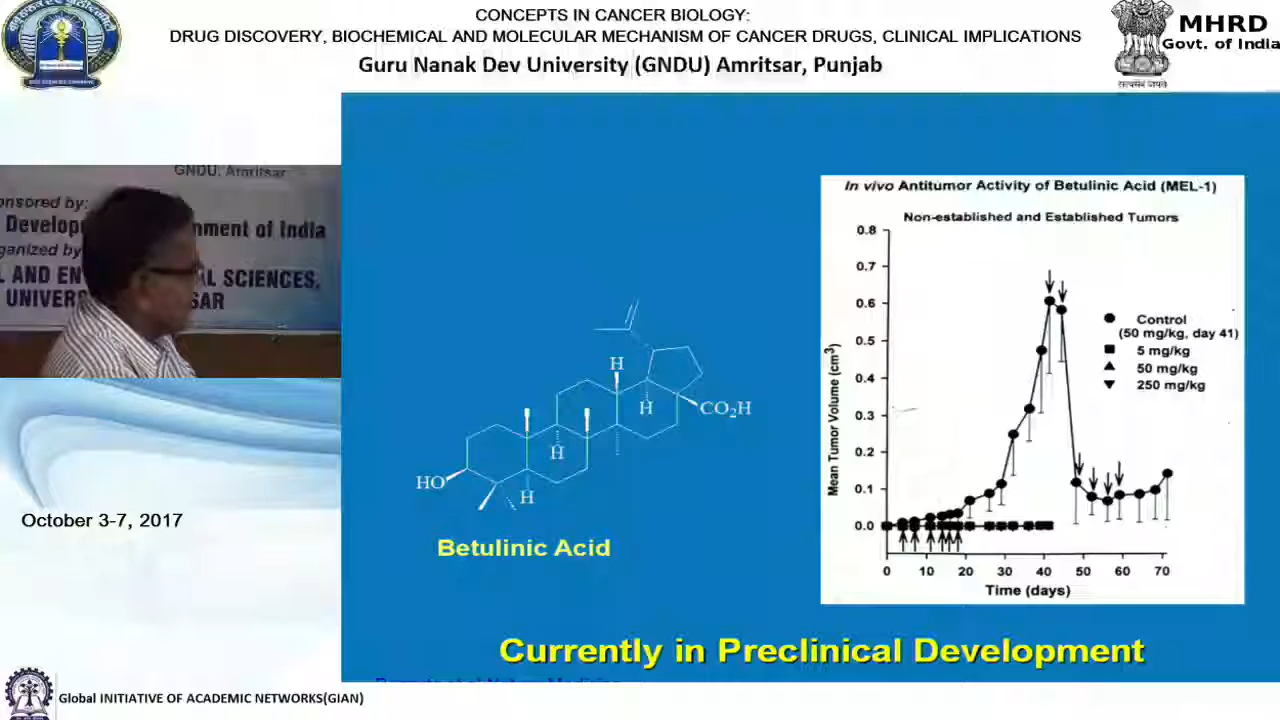 CONCEPTS IN CANCER BIOLOGY:
DRUG DISCOVERY, BIOCHEMICAL AND MOLECULAR MECHANISM OF CANCER DRUGS, CLINICAL IMPLICATIONS
Guru Nanak Dev University (GNDU) Amritsar, Punjab
MHRD
Govt. of India
सत्यमेव जयते
GNDU, Amritsar
onsored by:
Develop nment of India
ganized by
L AND EN L SCIENCES,
UNIVERS SAR
October 3-7, 2017
Global INITIATIVE OF ACADEMIC NETWORKS(GIAN)
H
H
CO2H
H
HO
H
Betulinic Acid
In vivo Antitumor Activity of Betulinic Acid (MEL-1)
Non-established and Established Tumors
Mean Tumor Volume (cm3)
0.8
0.7
0.6
0.5
0.4
0.3
0.2
0.1
0.0
Control
(50 mg/kg, day 41)
5 mg/kg
50 mg/kg
250 mg/kg
0 10 20 30 40 50 60 70
Time (days)
Currently in Preclinical Development